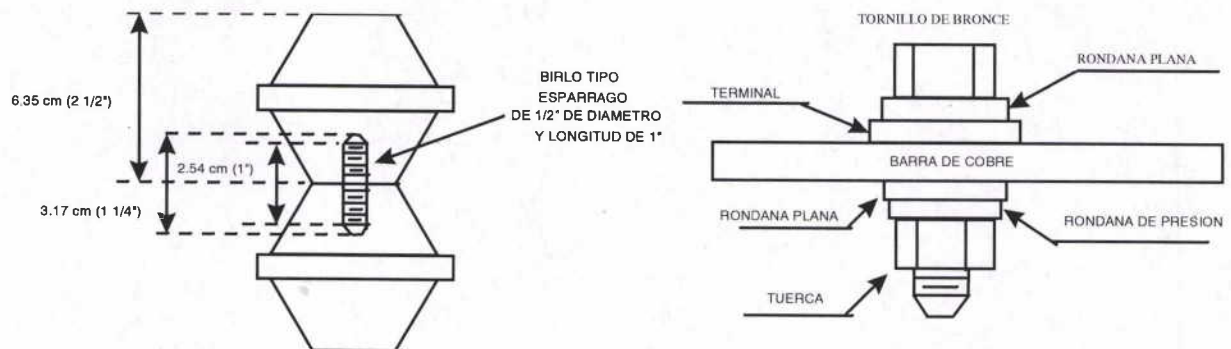 6.35 cm (2 1/2")
2.54 cm (1")
3.17 cm (1 1/4")
BIRLO TIPO
ESPARRAGO
DE 1/2" DE DIAMETRO
Y LONGITUD DE 1"
TORNILLO DE BRONCE
RONDANA PLANA
TERMINAL
BARRA DE COBRE
RONDANA PLANA
RONDANA DE PRESION
TUERCA